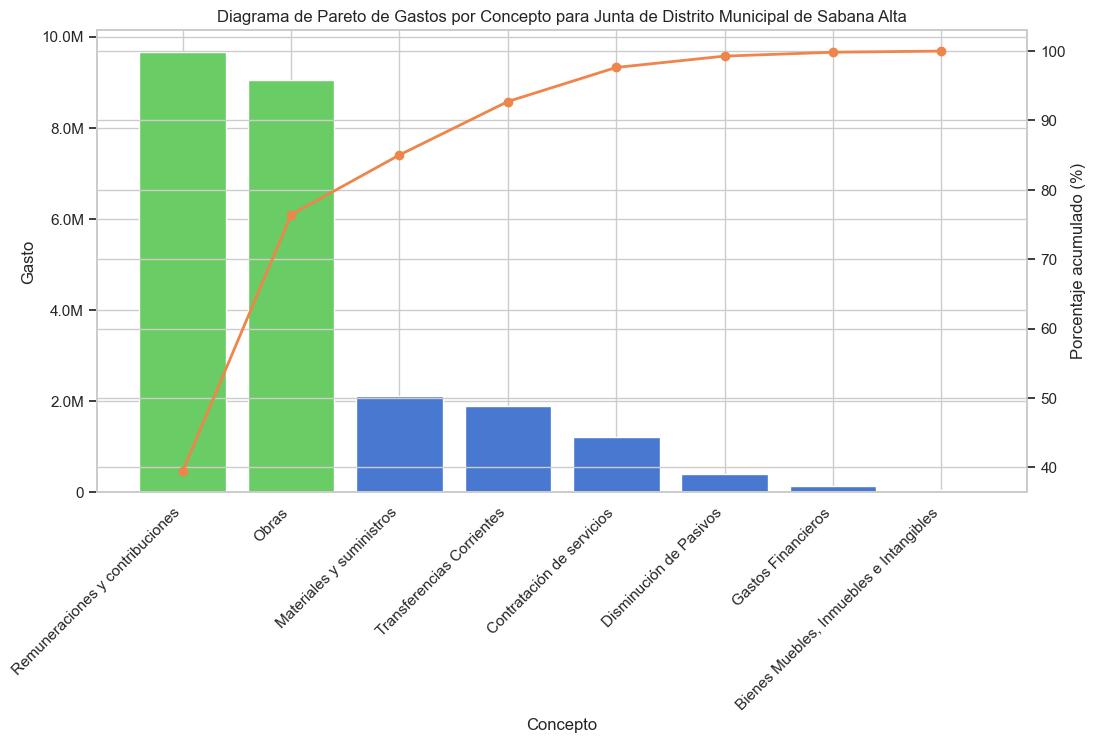 Diagrama de Pareto de Gastos por Concepto para Junta de Distrito Municipal de Sabana Alta
10.0M
8.0M
6.0M
4.0M
2.0M
0
Gasto
100
90
80
70
60
50
40
Porcentaje acumulado (%)
Remuneraciones y contribuciones
Obras
Materiales y suministros
Transferencias Corrientes
Contratación de servicios
Disminución de Pasivos
Gastos Financieros
Bienes Muebles, Inmuebles e Intangibles
Concepto